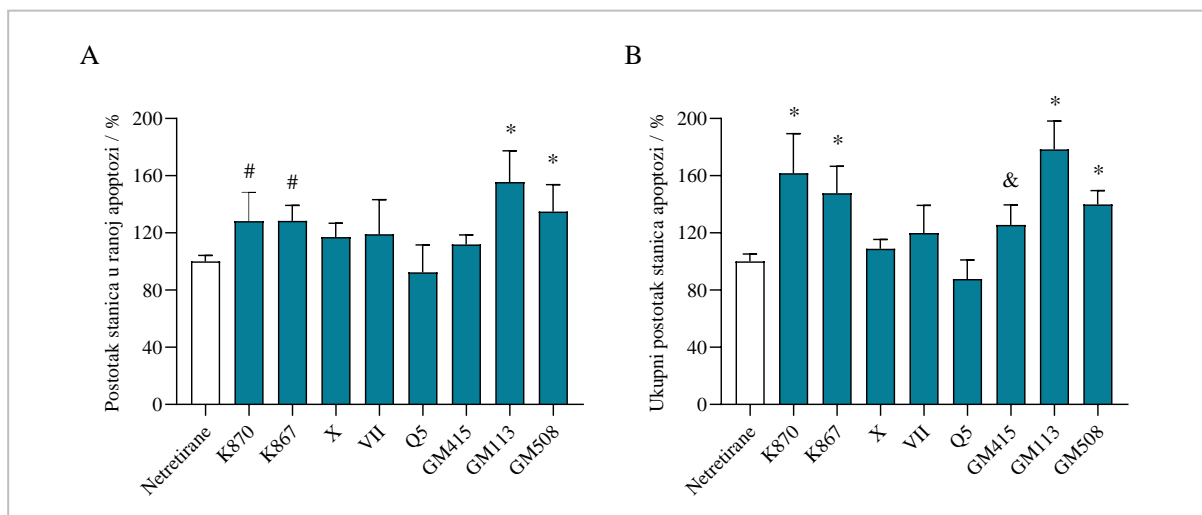 A
Postotak stanica u ranoj apoptozi / %
200
160
120
80
40
0
# # * *
Netretirane
K870
K867
X
VII
Q5
GM415
GM113
GM508
B
Ukupni postotak stanica apoptozi / %
200
160
120
80
40
0
* * & * *
Netretirane
K870
K867
X
VII
Q5
GM415
GM113
GM508